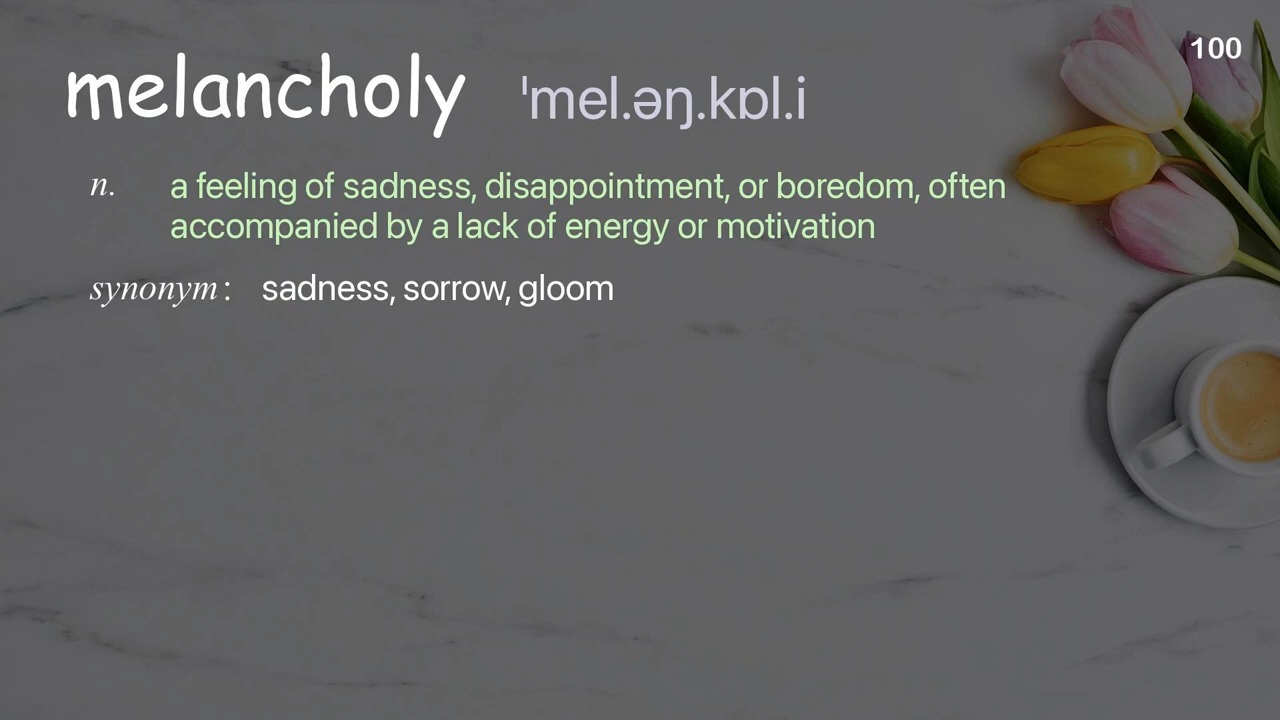 100
melancholy ˈmel.əŋ.kɒl.i
n. a feeling of sadness, disappointment, or boredom, often
accompanied by a lack of energy or motivation
synonym : sadness, sorrow, gloom